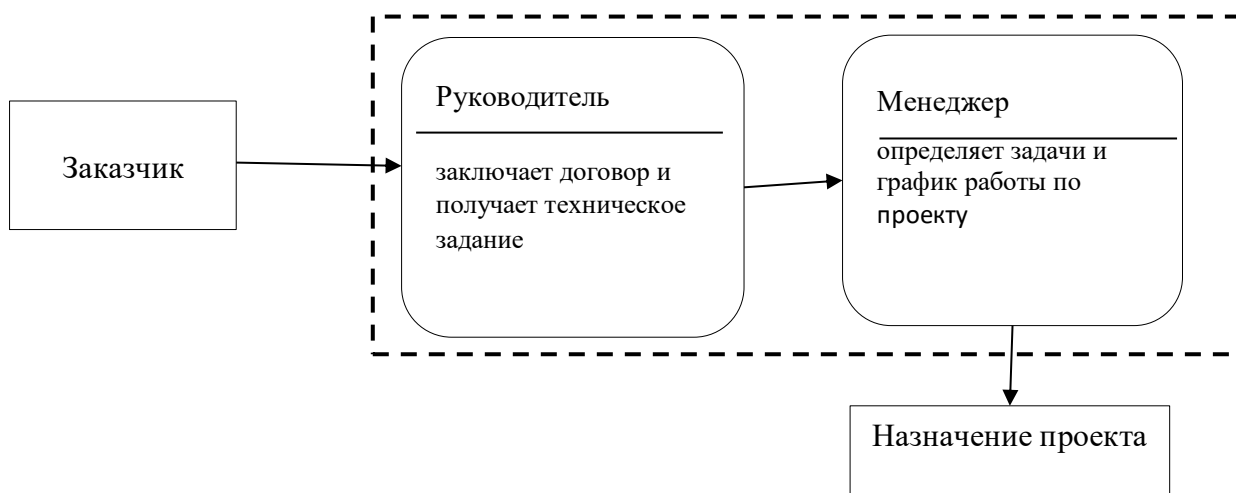 Заказчик
Руководитель
заключает договор и
получает техническое
задание
Менеджер
определяет задачи и
график работы по
проекту
Назначение проекта